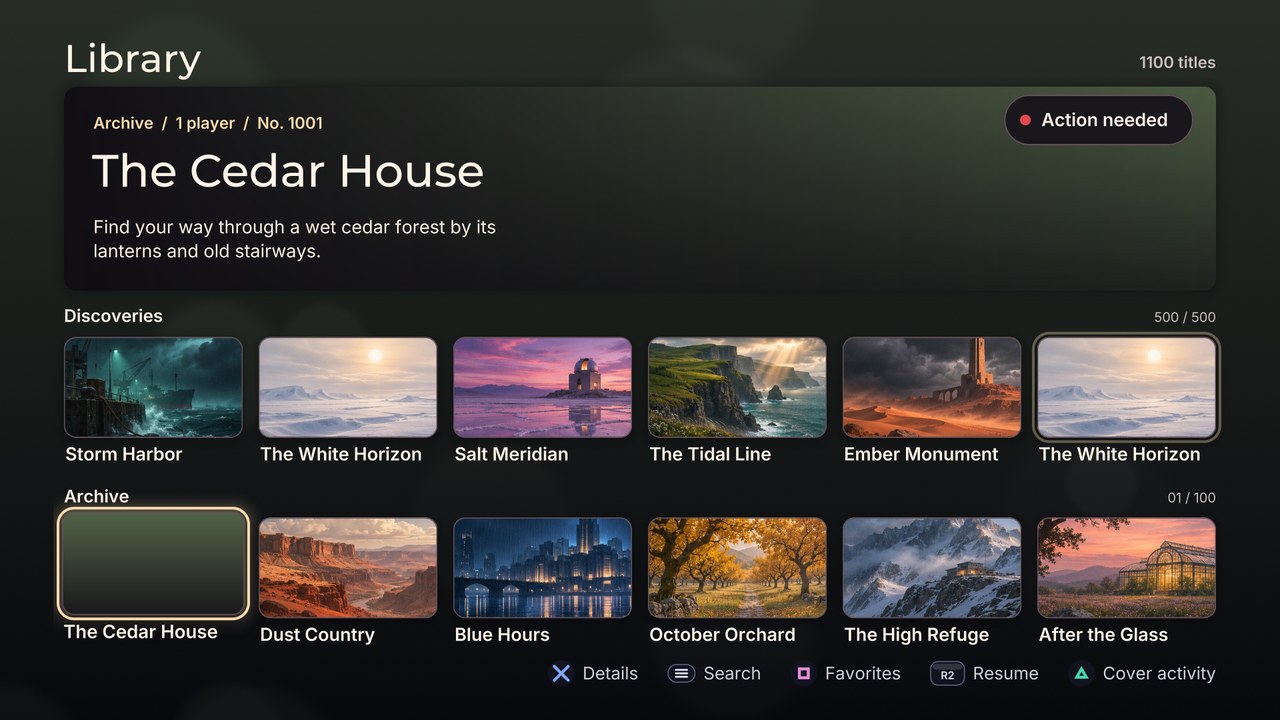 Library
1100 titles
Archive / 1 player / No. 1001
Action needed
The Cedar House
Find your way through a wet cedar forest by its
lanterns and old stairways.
Discoveries
500 / 500
Storm Harbor
The White Horizon
Salt Meridian
The Tidal Line
Ember Monument
The White Horizon
Archive
01 / 100
The Cedar House
Dust Country
Blue Hours
October Orchard
The High Refuge
After the Glass
Details
Search
Favorites
R2 Resume
Cover activity